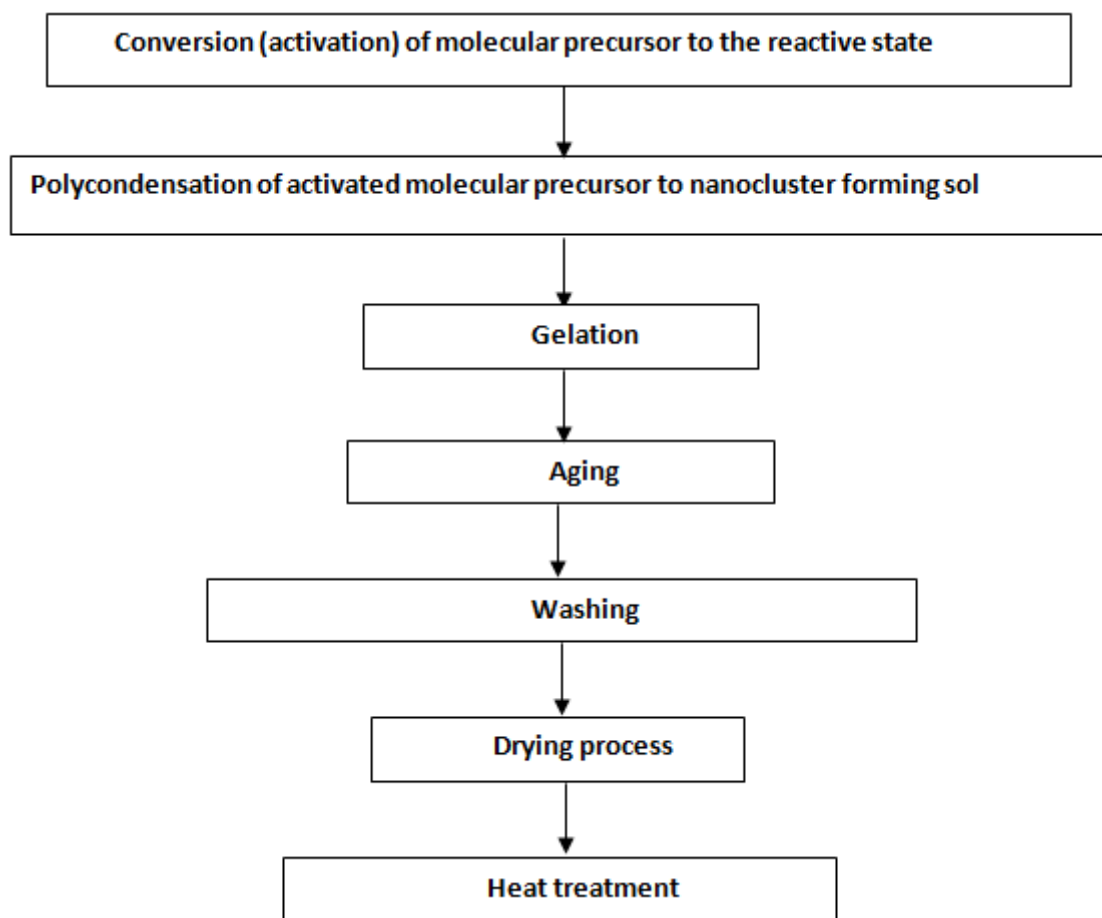 Conversion (activation) of molecular precursor to the reactive state
Polycondensation of activated molecular precursor to nanocluster forming sol
Gelation
Aging
Washing
Drying process
Heat treatment